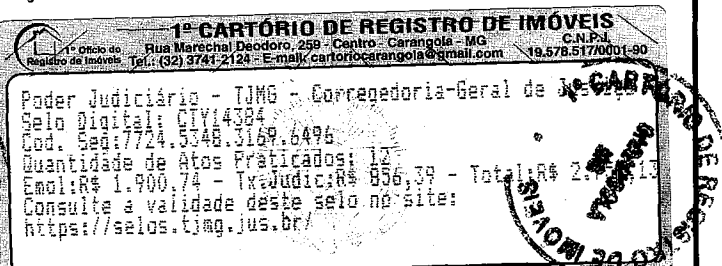 1º CARTÓRIO DE REGISTRO DE IMÓVEIS
1º Ofício do Registro de Imóveis
Rua Marechal Deodoro, 259 - Centro - Carangola - MG
Tel.: (32) 3741-2124 - E-mail: cartoriocarangola@gmail.com
C.N.P.J. 19.578.517/0001-90
Poder Judiciário - TJMG - Corregedoria-Geral de
Selo Digital: CTY14384
Cod. Seg:7724.5348.3169.6496
Quantidade de Atos Praticados: 12
Emol:R$ 1.900,74 - Tx.Judic:R$ 856,39 - Total:R$
Consulte a validade deste selo no site:
https://selos.tjmg.jus.br/